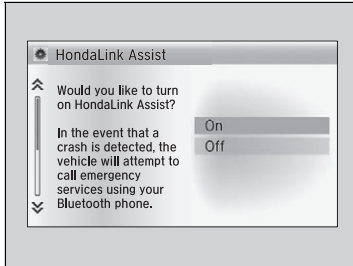 HondaLink Assist
Would you like to turn
on HondaLink Assist?
In the event that a
crash is detected, the
vehicle will attempt to
call emergency
services using your
Bluetooth phone.
On
Off